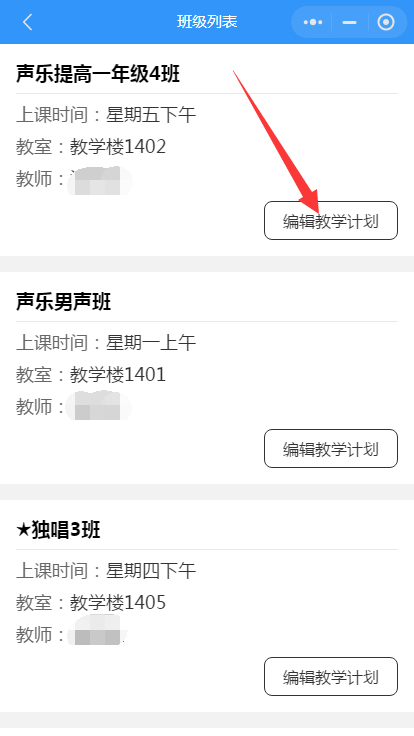 班级列表
声乐提高一年级4班
上课时间：星期五下午
教室：教学楼1402
教师：
编辑教学计划
声乐男声班
上课时间：星期一上午
教室：教学楼1401
教师：
编辑教学计划
★独唱3班
上课时间：星期四下午
教室：教学楼1405
教师：
编辑教学计划